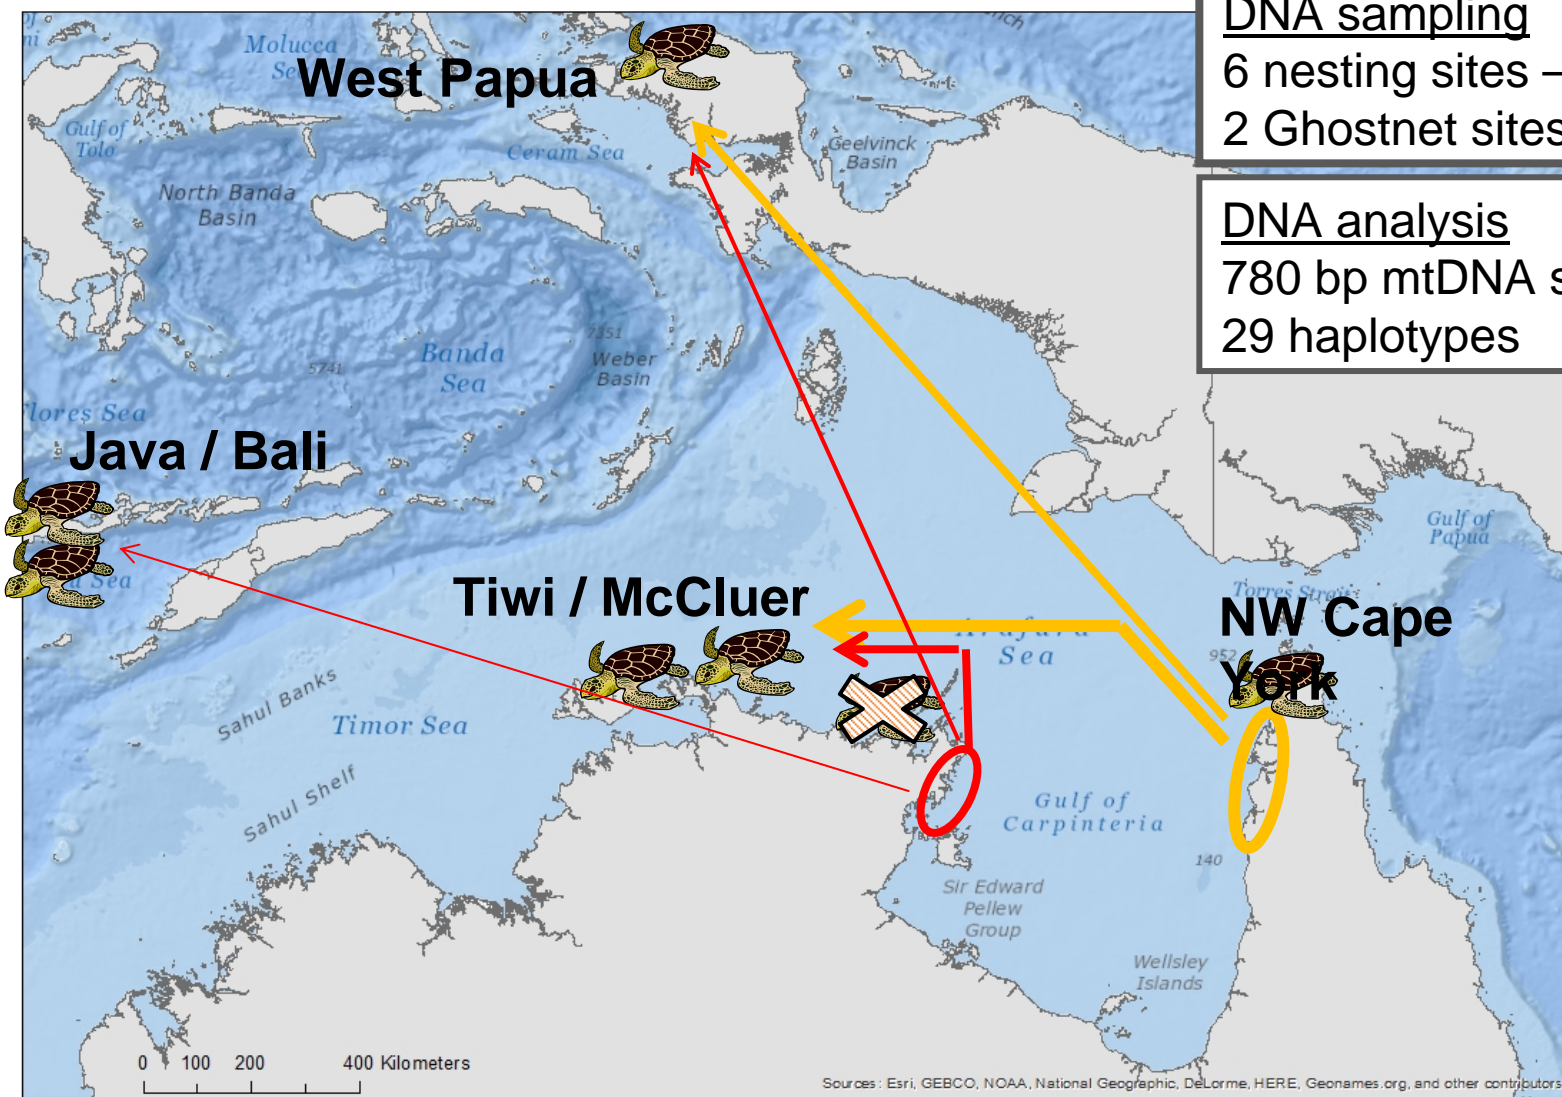 Molucca
West Papua
Gulf of
Tolo
Ceram Sea
Geelvinck
Basin
North Banda
Basin
DNA sampling
6 nesting sites –
2 Ghostnet sites
DNA analysis
780 bp mtDNA s
29 haplotypes
7351
Weber
Basin
Banda
Sea
5741
Flores Sea
Java / Bali
Sea
Gulf of
Papua
Tiwi / McCluer
Torres Strait
NW Cape
York
952
Arafura
Sea
Sahul Banks
Timor Sea
Sahul Shelf
Gulf of
Carpinteria
140
Sir Edward
Pellew
Group
Wellsley
Islands
0 100 200 400 Kilometers
Sources: Esri, GEBCO, NOAA, National Geographic, DeLorme, HERE, Geonames.org, and other contributors